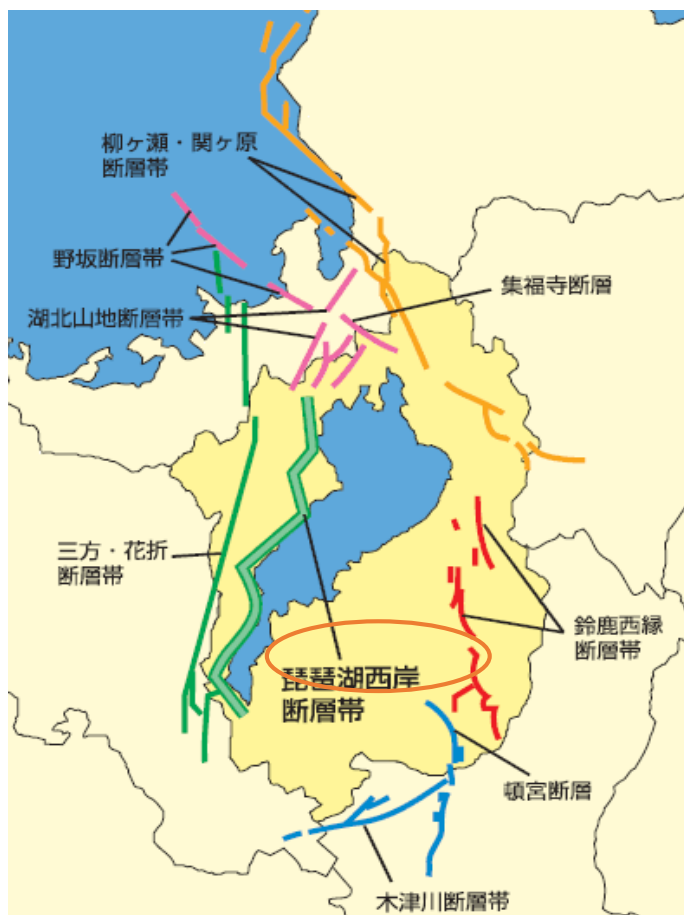 柳ヶ瀬・関ヶ原
断層帯
野坂断層帯
集福寺断層
湖北山地断層帯
三方・花折
断層帯
鈴鹿西縁
断層帯
琵琶湖西岸
断層帯
頓宮断層
木津川断層帯